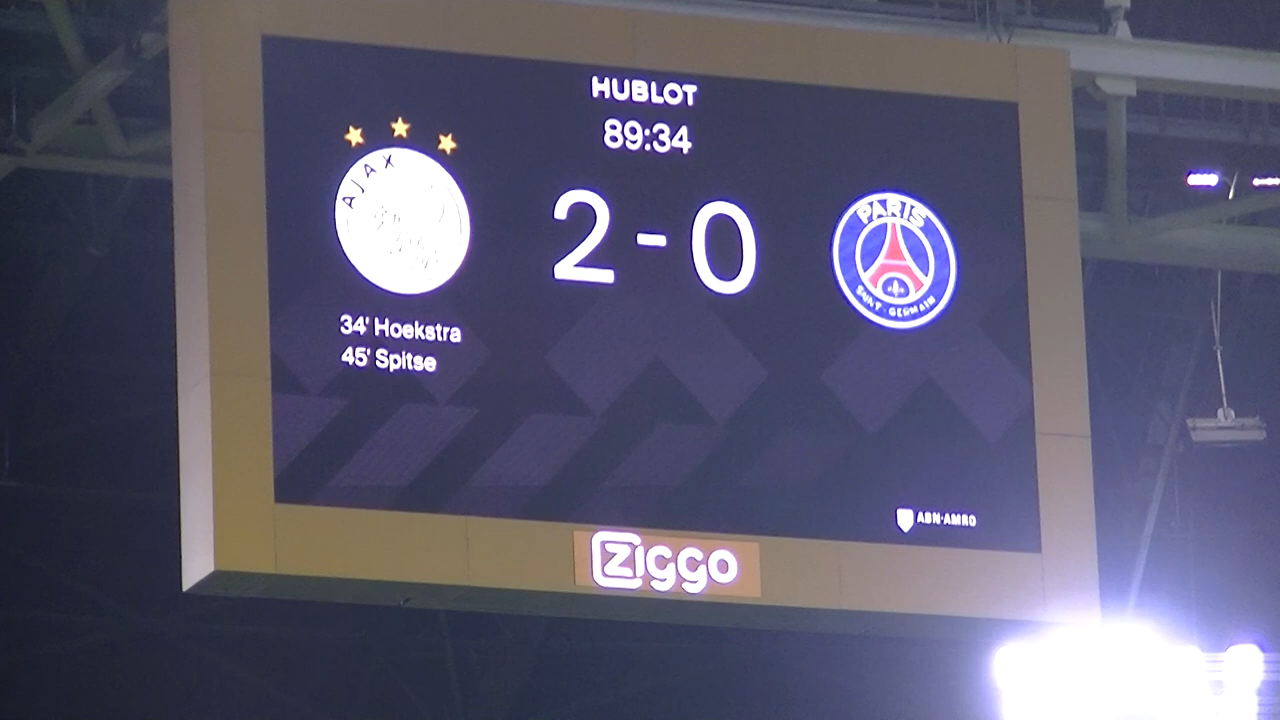 HUBLOT
89:34
AJAX
2-0
PARIS
SAINT-GERMAIN
34' Hoekstra
45' Spitse
ABN·AMRO
ZIGGO